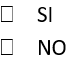 □ SI
□ NO